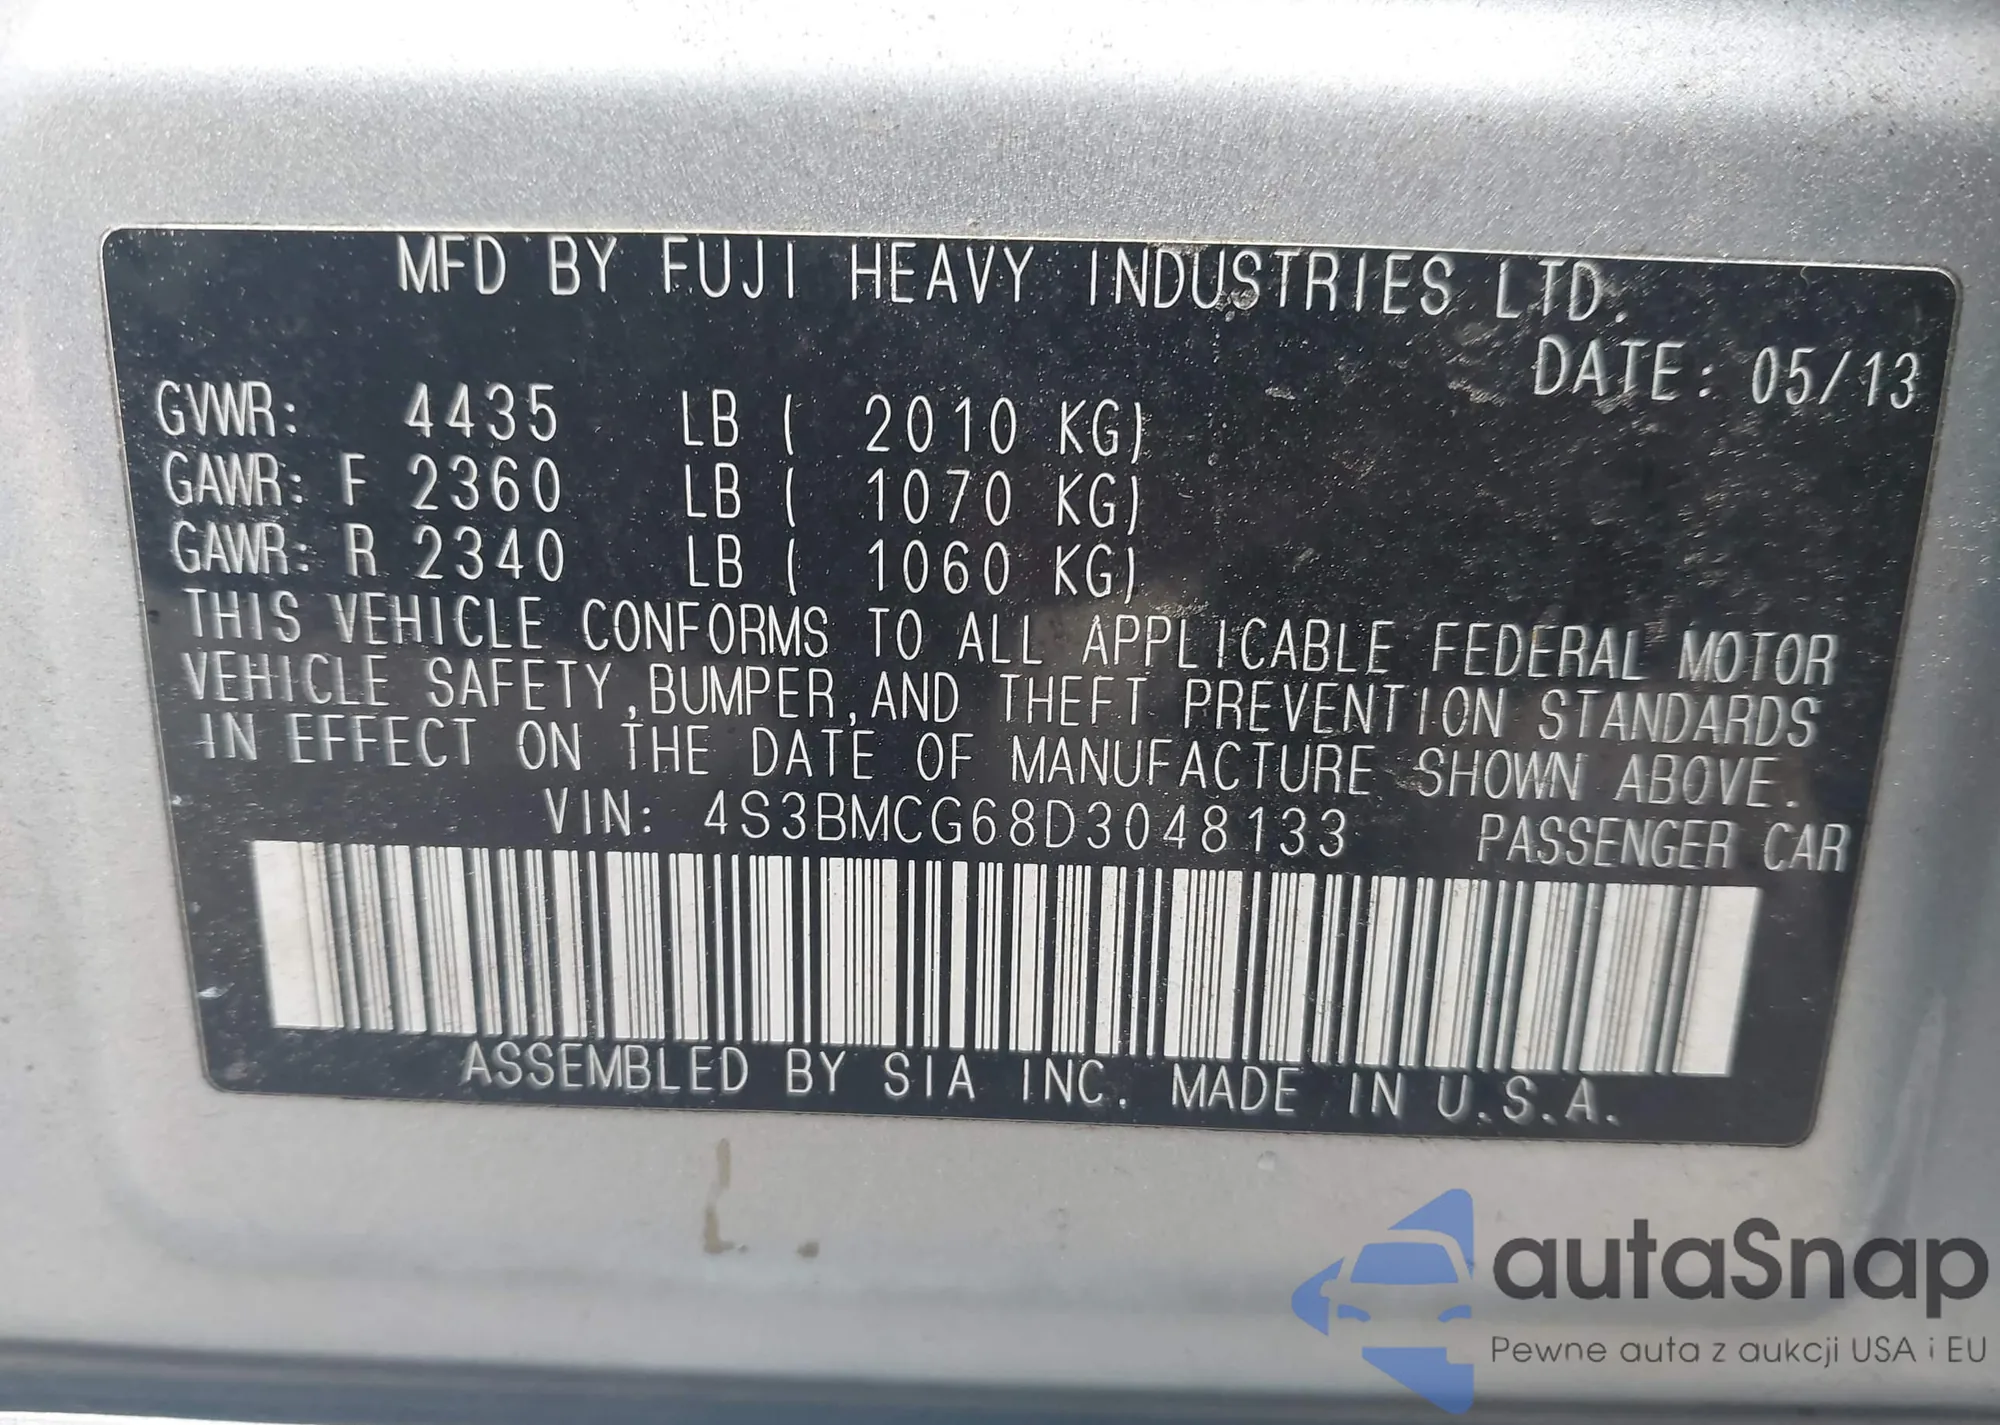 MFD BY FUJI HEAVY INDUSTRIES LTD.
DATE: 05/13
GVWR: 4435 LB ( 2010 KG)
GAWR: F 2360 LB ( 1070 KG)
GAWR: R 2340 LB ( 1060 KG)
THIS VEHICLE CONFORMS TO ALL APPLICABLE FEDERAL MOTOR
VEHICLE SAFETY,BUMPER,AND THEFT PREVENTION STANDARDS
IN EFFECT ON THE DATE OF MANUFACTURE SHOWN ABOVE.
VIN: 4S3BMCG68D3048133 PASSENGER CAR
ASSEMBLED BY SIA INC. MADE IN U.S.A.
autaSnap
Pewne auta z aukcji USA i EU